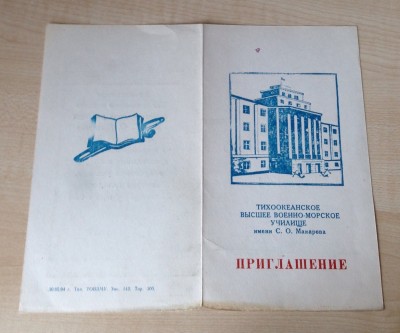 ТИХООКЕАНСКОЕ
ВЫСШЕЕ ВОЕННО-МОРСКОЕ
УЧИЛИЩЕ
имени С. О. Макарова
ПРИГЛАШЕНИЕ